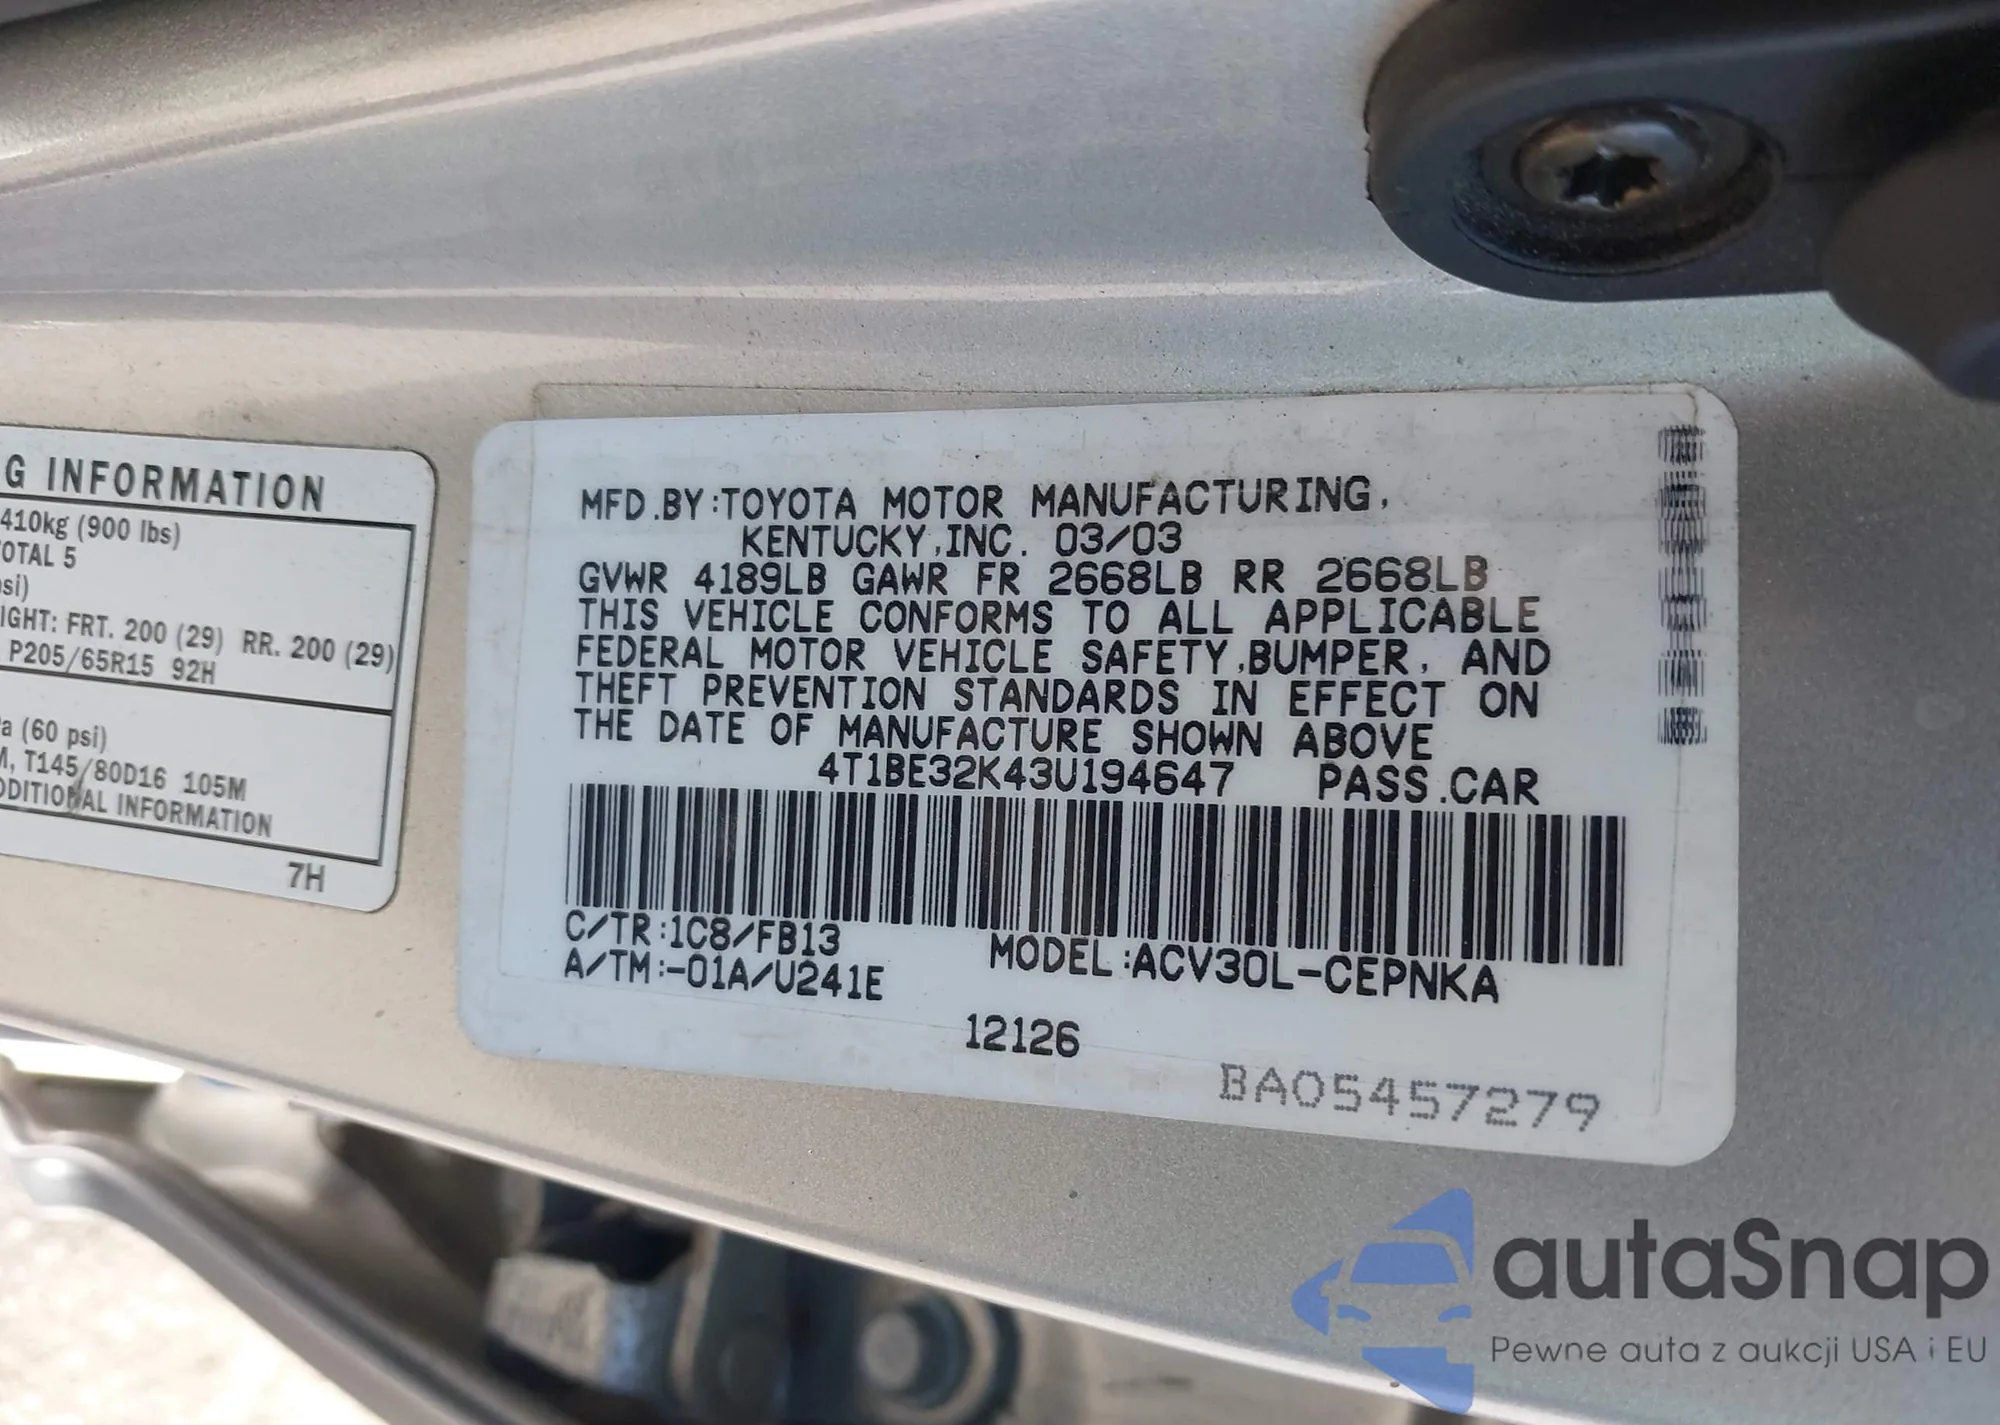 G INFORMATION
410kg (900 lbs)
OTAL 5
si)
IGHT: FRT. 200 (29) RR. 200 (29)
P205/65R15 92H
a (60 psi)
M, T145/80D16 105M
DDITIONAL INFORMATION
7H
MFD.BY:TOYOTA MOTOR MANUFACTURING,
KENTUCKY,INC. 03/03
GVWR 4189LB GAWR FR 2668LB RR 2668LB
THIS VEHICLE CONFORMS TO ALL APPLICABLE
FEDERAL MOTOR VEHICLE SAFETY,BUMPER, AND
THEFT PREVENTION STANDARDS IN EFFECT ON
THE DATE OF MANUFACTURE SHOWN ABOVE
4T1BE32K43U194647 PASS.CAR
C/TR:1C8/FB13
A/TM:-01A/U241E
MODEL:ACV30L-CEPNKA
12126
BA05457279
autaSnap
Pewne auta z aukcji USA i EU